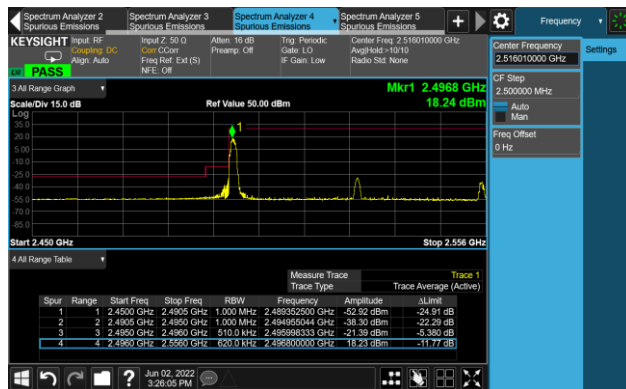 Spectrum Analyzer 2
Spurious Emissions
Spectrum Analyzer 3
Spurious Emissions
Spectrum Analyzer 4
Spurious Emissions
Spectrum Analyzer 5
Spurious Emissions
+
Frequency
KEYSIGHT
Input: RF
Coupling: DC
Align: Auto
Input Z: 50 Ω
Corr CCorr
Freq Ref: Ext (S)
NFE: Off
Atten: 16 dB
Preamp: Off
Trig: Periodic
Gate: LO
IF Gain: Low
Center Freq: 2.516010000 GHz
Avg|Hold:>10/10
Radio Std: None
PASS
Center Frequency
2.516010000 GHz
Settings
CF Step
2.500000 MHz
Auto
Man
Freq Offset
0 Hz
3 All Range Graph
Mkr1 2.4968 GHz
Scale/Div 15.0 dB
Ref Value 50.00 dBm
18.24 dBm
Log
35.0
20.0
5.00
-10.0
-25.0
-40.0
-55.0
-70.0
-85.0
1
Start 2.450 GHz
Stop 2.556 GHz
4 All Range Table
Measure Trace Trace 1
Trace Type Trace Average (Active)
Spur Range Start Freq Stop Freq RBW Frequency Amplitude ΔLimit
1 1 2.4500 GHz 2.4905 GHz 1.000 MHz 2.489352500 GHz -52.92 dBm -24.91 dB
2 2 2.4905 GHz 2.4950 GHz 1.000 MHz 2.494955044 GHz -38.30 dBm -22.29 dB
3 3 2.4950 GHz 2.4960 GHz 510.0 kHz 2.495998333 GHz -21.39 dBm -5.380 dB
4 4 2.4960 GHz 2.5560 GHz 620.0 kHz 2.496800000 GHz 18.23 dBm -11.77 dB
?
Jun 02, 2022
3:26:05 PM